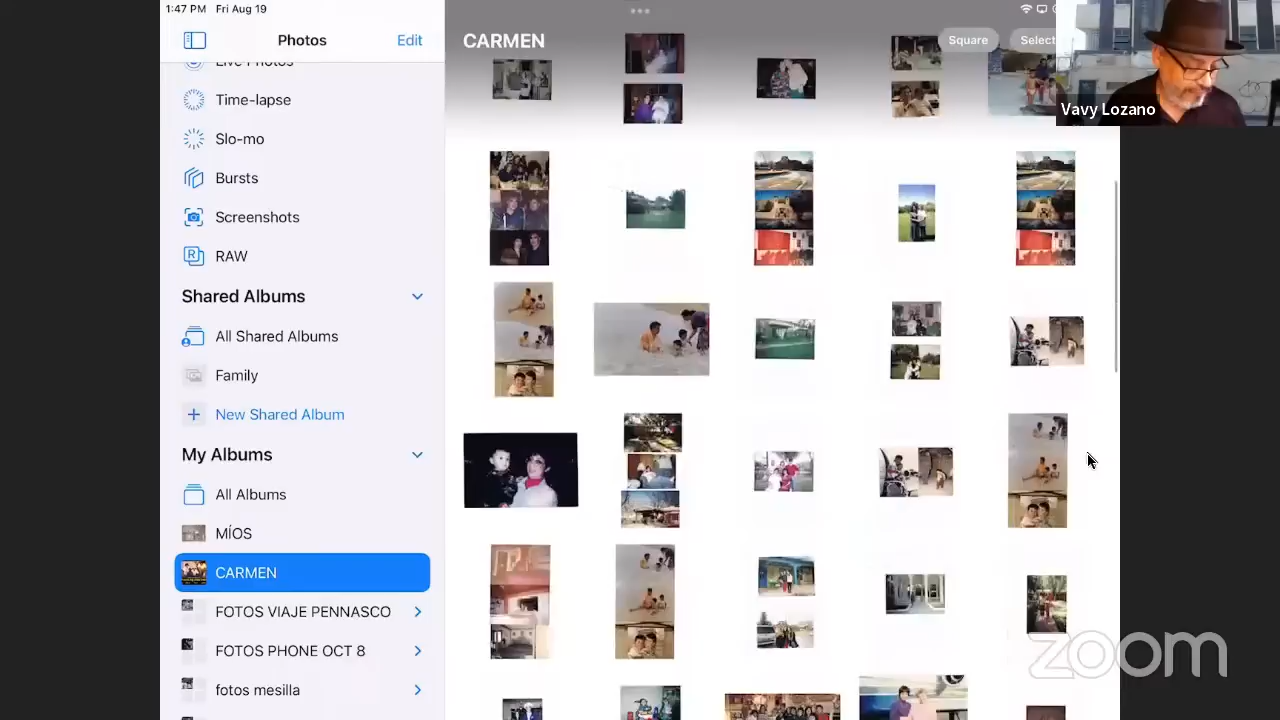 1:47 PM Fri Aug 19
Photos
Edit
CARMEN
Square
Select
Vavy Lozano
Live Photos
Time-lapse
Slo-mo
Bursts
Screenshots
RAW
Shared Albums
All Shared Albums
Family
New Shared Album
My Albums
All Albums
MÍOS
CARMEN
FOTOS VIAJE PENNASCO
FOTOS PHONE OCT 8
fotos mesilla
zoom